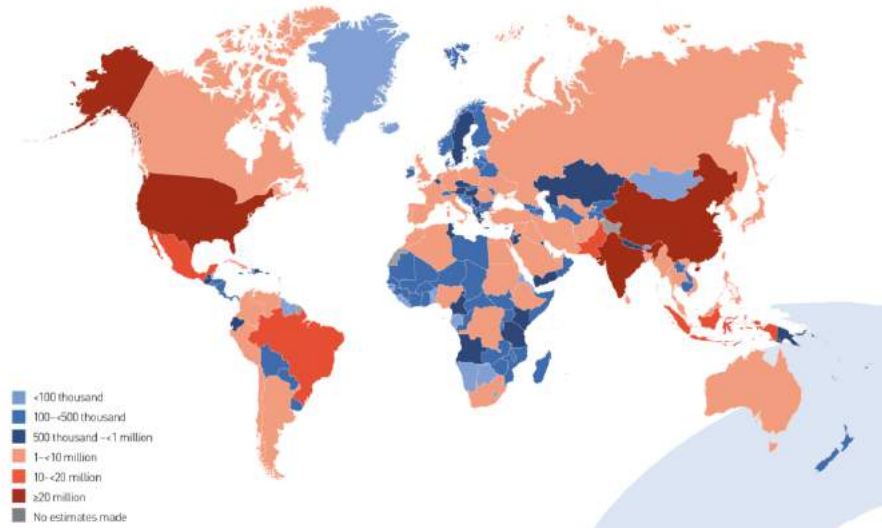 <100 thousand
100-<500 thousand
500 thousand -<1 million
1-<10 million
10-<20 million
≥20 million
No estimates made